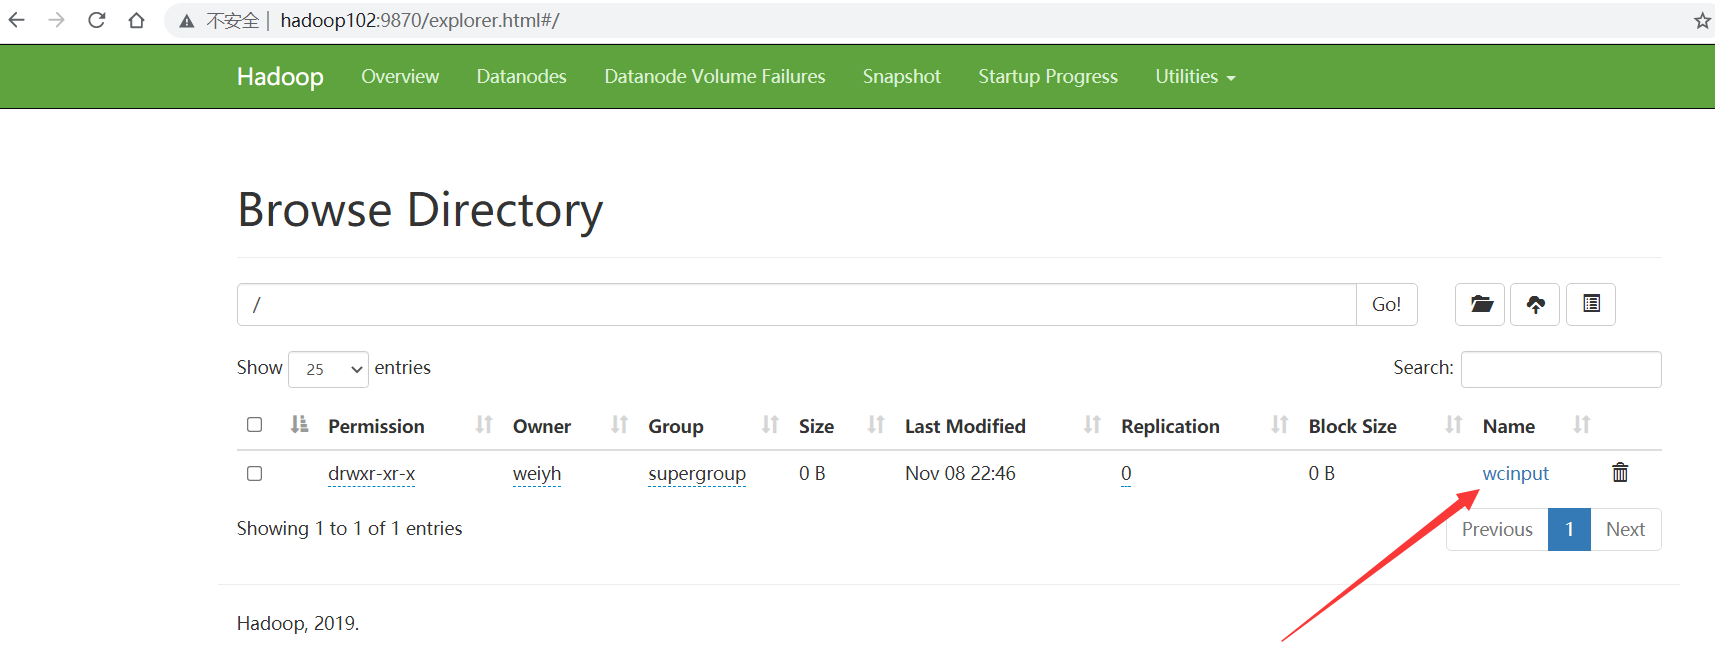 不安全 | hadoop102:9870/explorer.html#/
Hadoop Overview Datanodes Datanode Volume Failures Snapshot Startup Progress Utilities
Browse Directory
/ Go!
Show 25 entries Search:
Permission Owner Group Size Last Modified Replication Block Size Name
drwxr-xr-x weiyh supergroup 0 B Nov 08 22:46 0 0 B wcinput
Showing 1 to 1 of 1 entries Previous 1 Next
Hadoop, 2019.